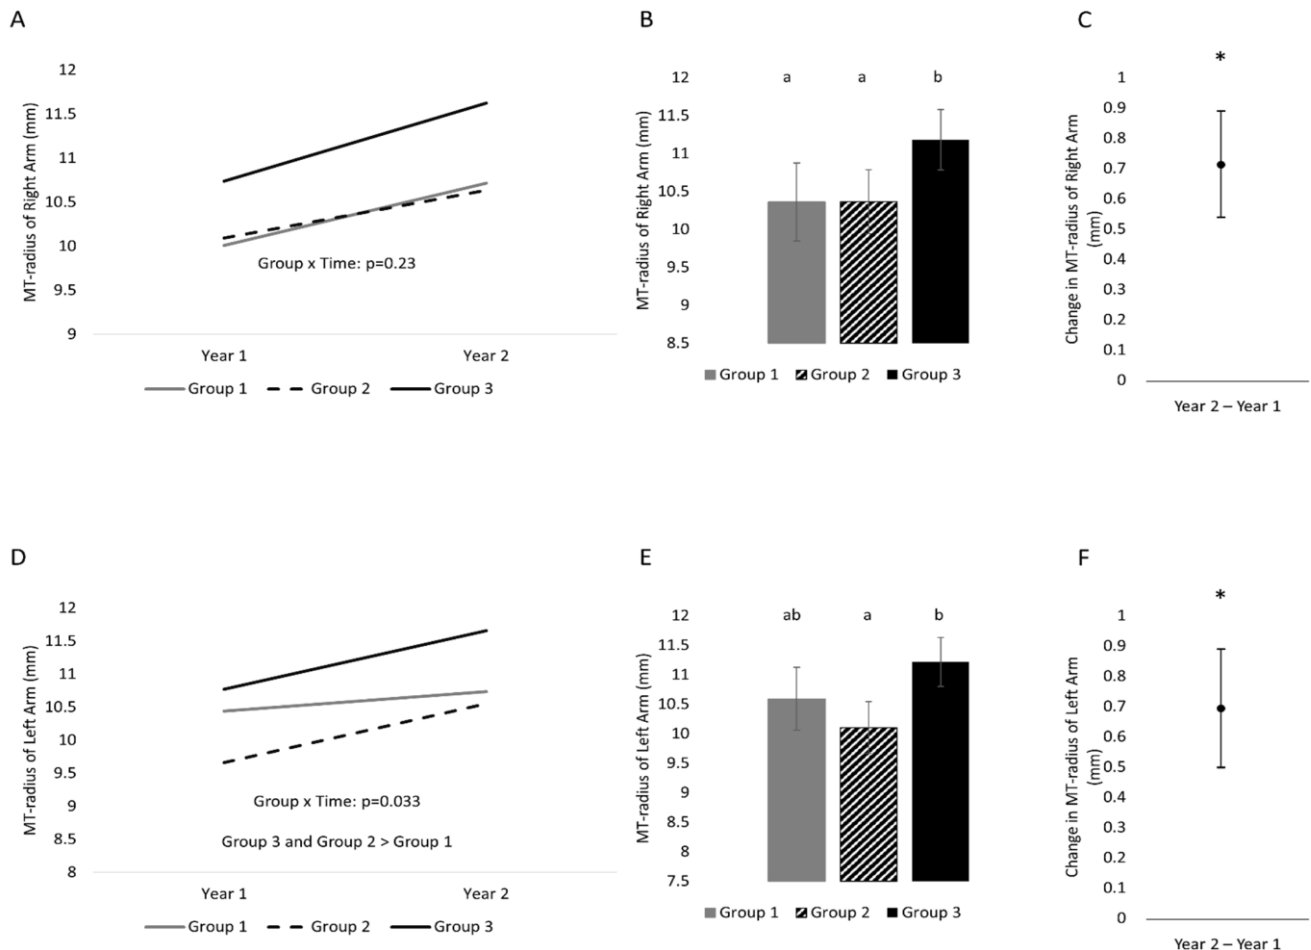 A
MT-radius of Right Arm (mm)
12
11.5
11
10.5
10
9.5
9
Group x Time: p=0.23
Year 1 Year 2
Group 1 Group 2 Group 3
B
MT-radius of Right Arm (mm)
12
11.5
11
10.5
10
9.5
9
8.5
a a b
Group 1 Group 2 Group 3
C
Change in MT-radius of Right Arm
(mm)
*
1
0.9
0.8
0.7
0.6
0.5
0.4
0.3
0.2
0.1
0
Year 2 – Year 1
D
MT-radius of Left Arm (mm)
12
11.5
11
10.5
10
9.5
9
8.5
8
Group x Time: p=0.033
Group 3 and Group 2 > Group 1
Year 1 Year 2
Group 1 Group 2 Group 3
E
MT-radius of Left Arm (mm)
12
11.5
11
10.5
10
9.5
9
8.5
8
7.5
ab a b
Group 1 Group 2 Group 3
F
Change in MT-radius of Left Arm
(mm)
*
1
0.9
0.8
0.7
0.6
0.5
0.4
0.3
0.2
0.1
0
Year 2 – Year 1